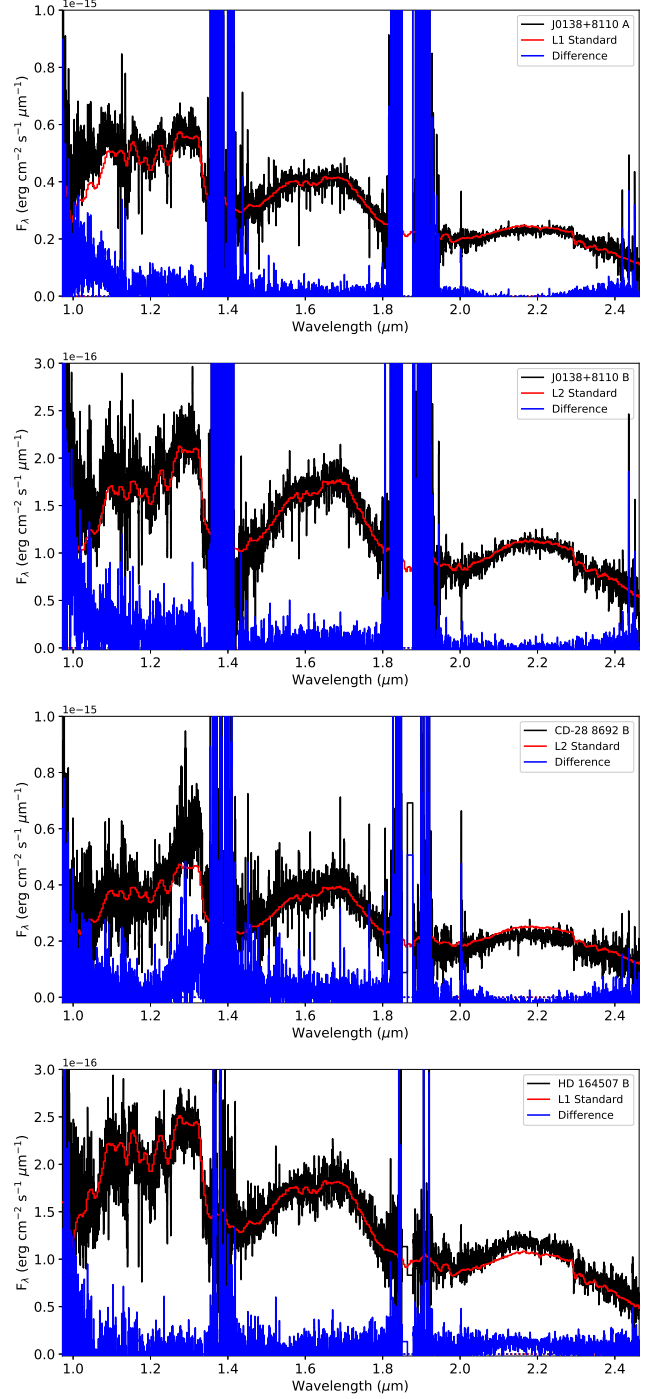 1e−15
1.0
J0138+8110 A
L1 Standard
0.8
Difference
0.6
0.4
0.2
0.0
F_λ (erg cm⁻² s⁻¹ μm⁻¹)
1.0 1.2 1.4 1.6 1.8 2.0 2.2 2.4
Wavelength (μm)
1e−16
3.0
J0138+8110 B
L2 Standard
Difference
2.5
2.0
1.5
1.0
0.5
0.0
F_λ (erg cm⁻² s⁻¹ μm⁻¹)
1.0 1.2 1.4 1.6 1.8 2.0 2.2 2.4
Wavelength (μm)
1e−15
1.0
CD-28 8692 B
L2 Standard
Difference
0.8
0.6
0.4
0.2
0.0
F_λ (erg cm⁻² s⁻¹ μm⁻¹)
1.0 1.2 1.4 1.6 1.8 2.0 2.2 2.4
Wavelength (μm)
1e−16
3.0
HD 164507 B
L1 Standard
Difference
2.5
2.0
1.5
1.0
0.5
0.0
F_λ (erg cm⁻² s⁻¹ μm⁻¹)
1.0 1.2 1.4 1.6 1.8 2.0 2.2 2.4
Wavelength (μm)